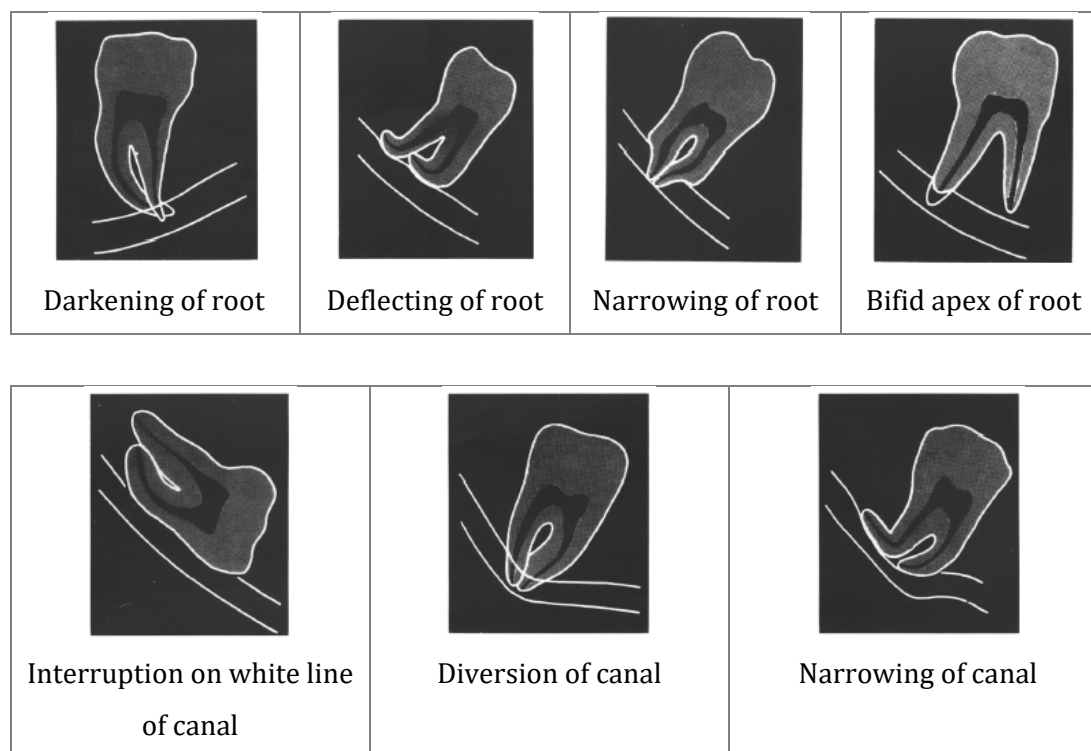 Darkening of root
Deflecting of root
Narrowing of root
Bifid apex of root
Interruption on white line
of canal
Diversion of canal
Narrowing of canal